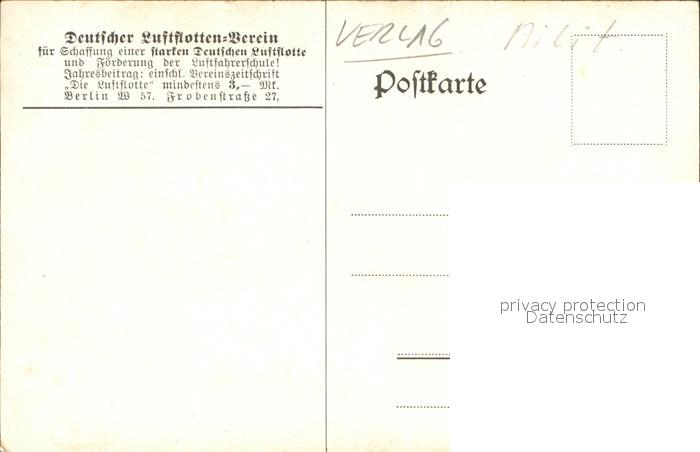 Deutscher Luftflotten-Verein
für Schaffung einer starken Deutschen Luftflotte
und Förderung der Luftfahrerschule!
Jahresbeitrag: einschl. Vereinszeitschrift
„Die Luftflotte“ mindestens 3,— Mk.
Berlin W 57, Frobenstraße 27,
VERLAG Milit.
Postkarte
privacy protection
Datenschutz